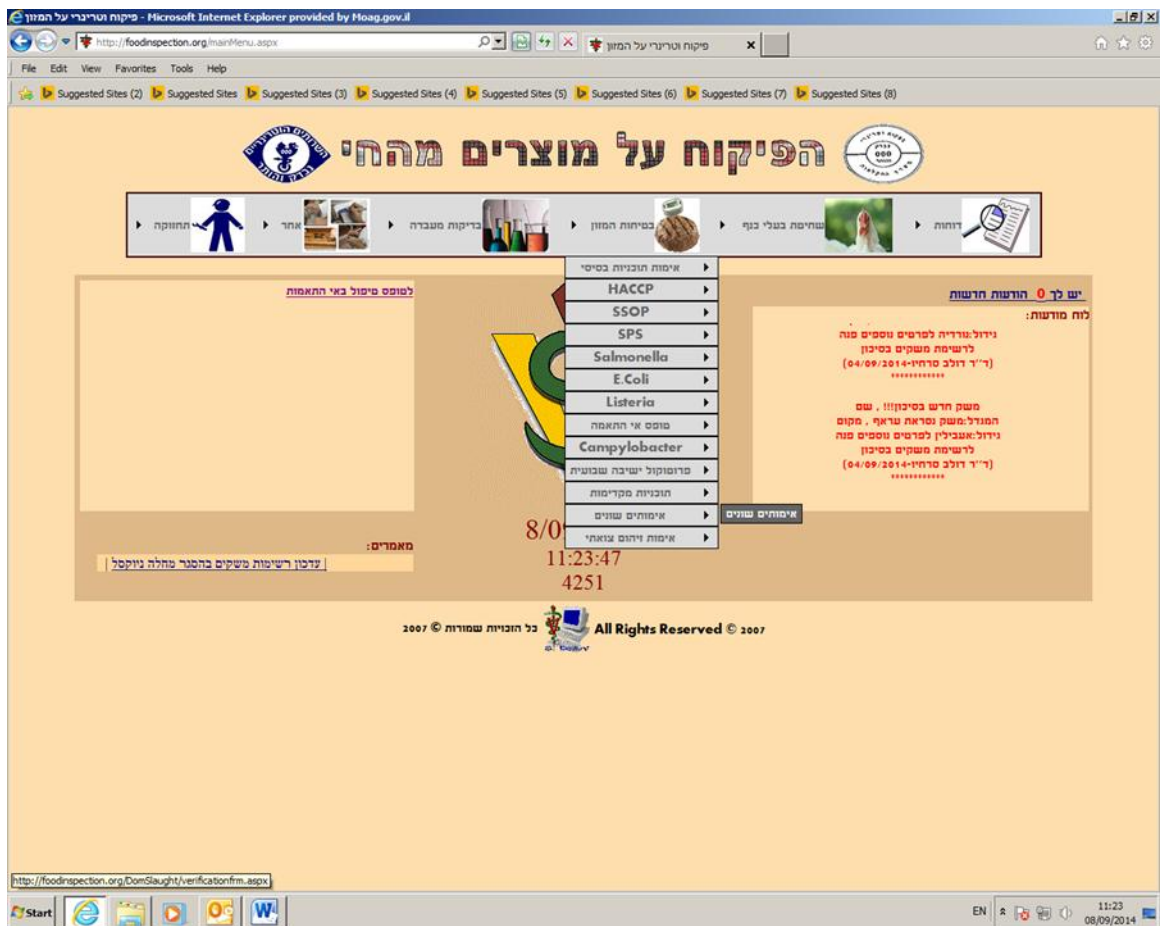 פיקוח וטרינרי על המזון - Microsoft Internet Explorer provided by Moag.gov.il
http://foodinspection.org/mainMenu.aspx
פיקוח וטרינרי על המזון
File Edit View Favorites Tools Help
Suggested Sites (2) Suggested Sites Suggested Sites (3) Suggested Sites (4) Suggested Sites (5) Suggested Sites (6) Suggested Sites (7) Suggested Sites (8)
הפיקוח על מוצרים מהחי
דוחות שחיטת בעלי כנף בטיחות המזון בדיקות מעבדה אחר תחזוקה
אימות תוכניות בסיסי
HACCP
SSOP
SPS
Salmonella
E.Coli
Listeria
טופס אי התאמה
Campylobacter
פרוטוקול ישיבה שבועית
תוכניות מקדימות
אימותים שונים
אימותים שונים
אימות זיהום צואתי
יש לך 0 הודעות חדשות
לוח מודעות:
גידול:נורדיה לפרטים נוספים פנה
לרשימת משקים בסיכון
(ד''ר דולב סרחיו-04/09/2014)
************
משק חדש בסיכון!!! , שם
המגדל:משק נסראת טראף , מקום
גידול:אעבילין לפרטים נוספים פנה
לרשימת משקים בסיכון
(ד''ר דולב סרחיו-04/09/2014)
************
לטופס טיפול באי התאמות
מאמרים:
| עדכון רשימות משקים בהסגר מחלה ניוקסל |
8/09
11:23:47
4251
כל הזכויות שמורות © 2007 All Rights Reserved © 2007
http://foodinspection.org/DomSlaught/verificationfrm.aspx
Start EN 11:23
08/09/2014